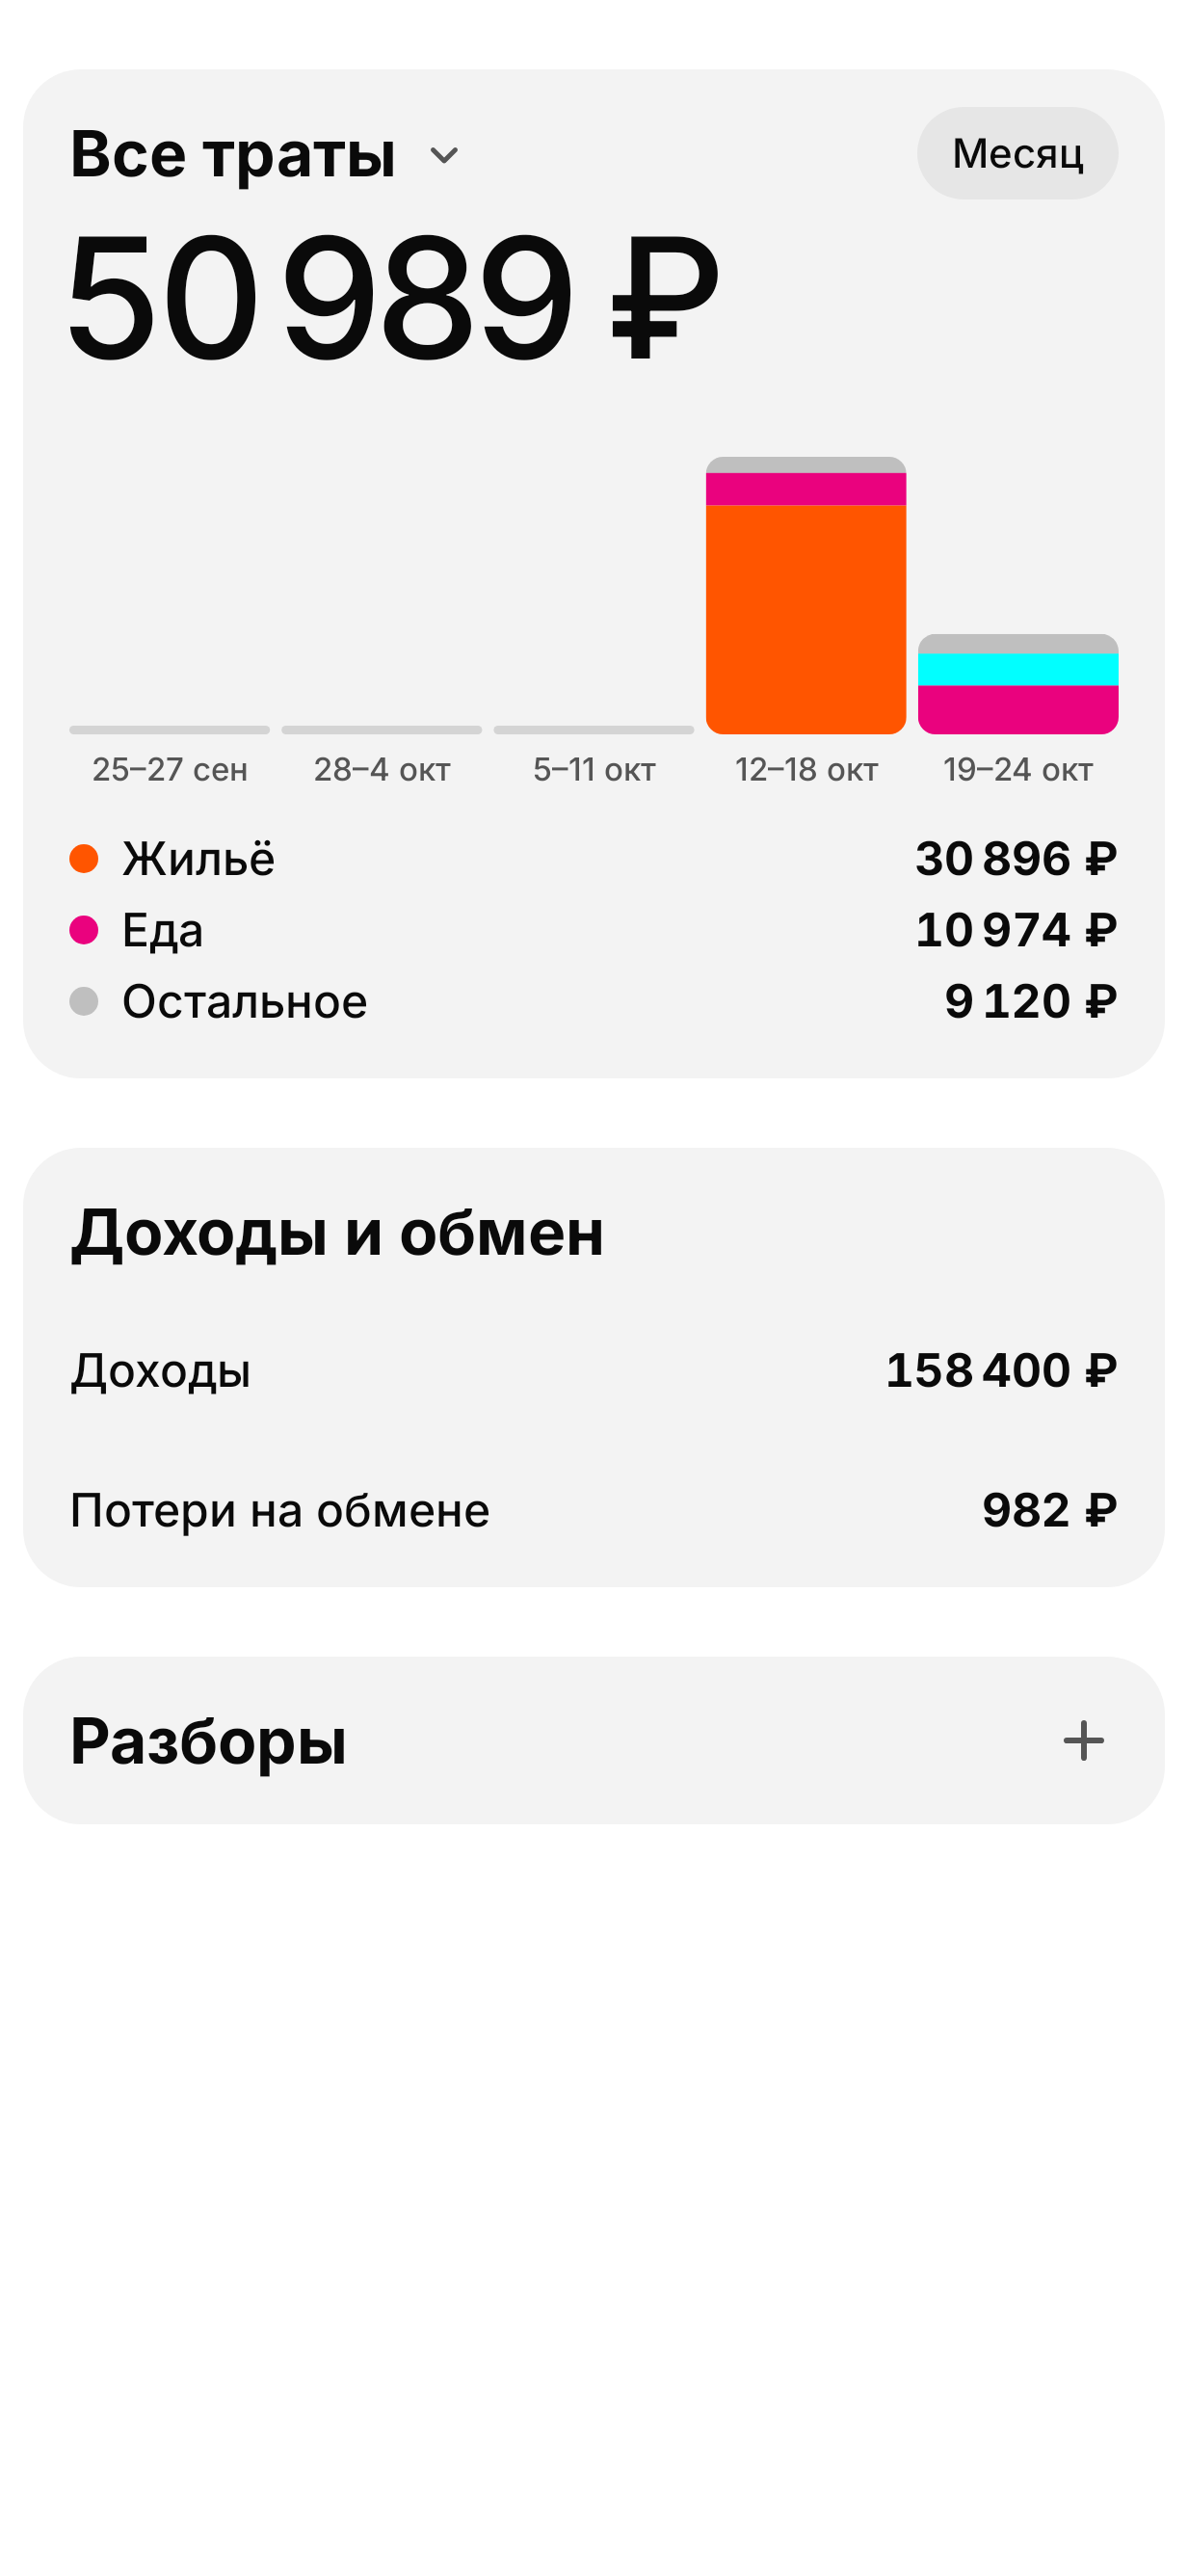 Все траты
Месяц
50 989 ₽
25–27 сен
28–4 окт
5–11 окт
12–18 окт
19–24 окт
Жильё
30 896 ₽
Еда
10 974 ₽
Остальное
9 120 ₽
Доходы и обмен
Доходы
158 400 ₽
Потери на обмене
982 ₽
Разборы